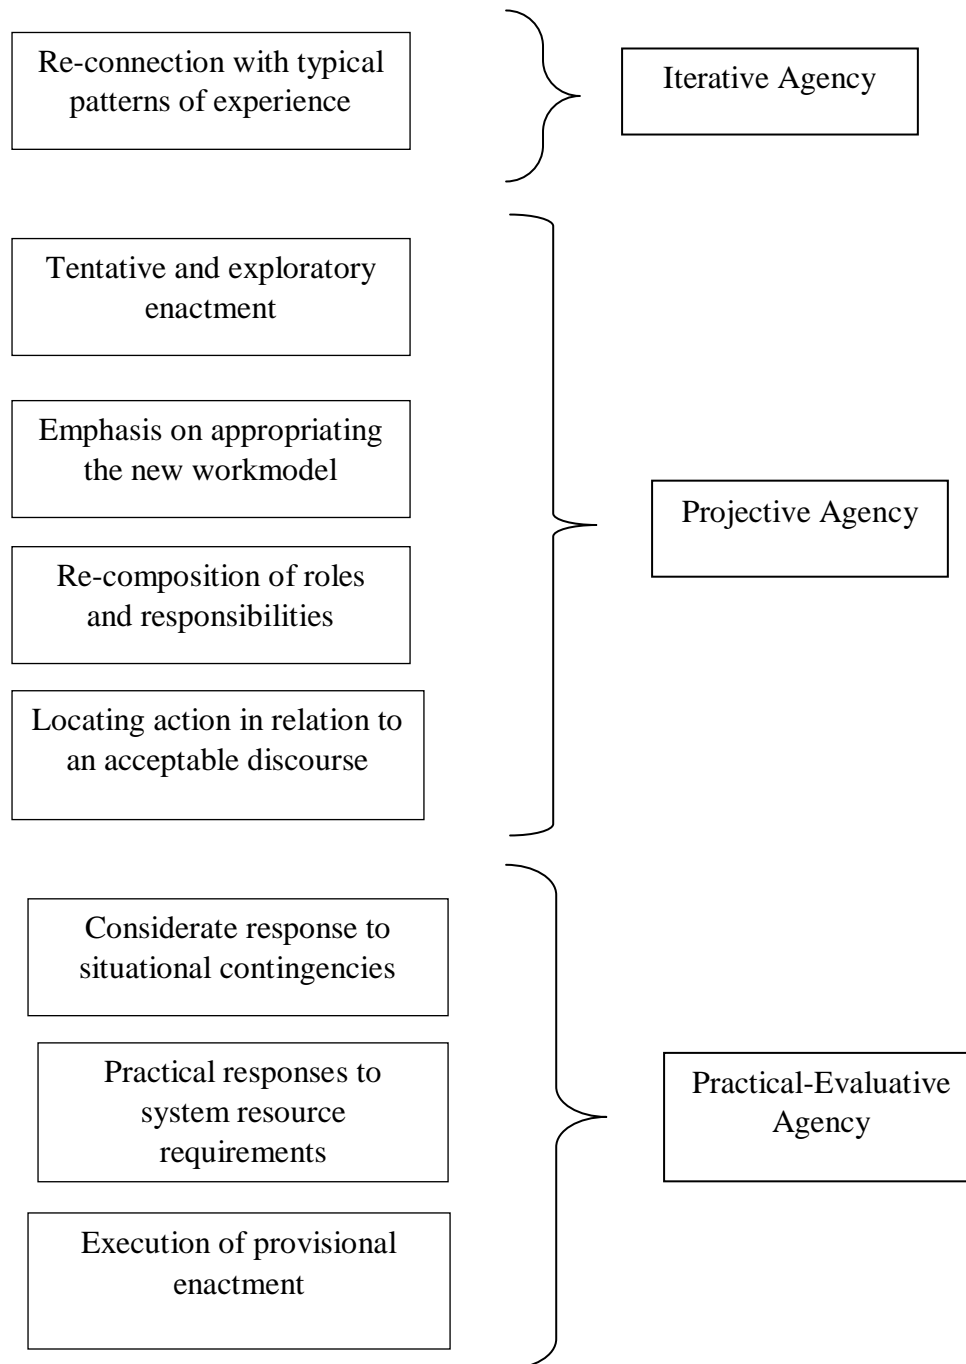 Re-connection with typical
patterns of experience
Iterative Agency
Tentative and exploratory
enactment
Emphasis on appropriating
the new workmodel
Re-composition of roles
and responsibilities
Locating action in relation to
an acceptable discourse
Projective Agency
Considerate response to
situational contingencies
Practical responses to
system resource
requirements
Execution of provisional
enactment
Practical-Evaluative
Agency